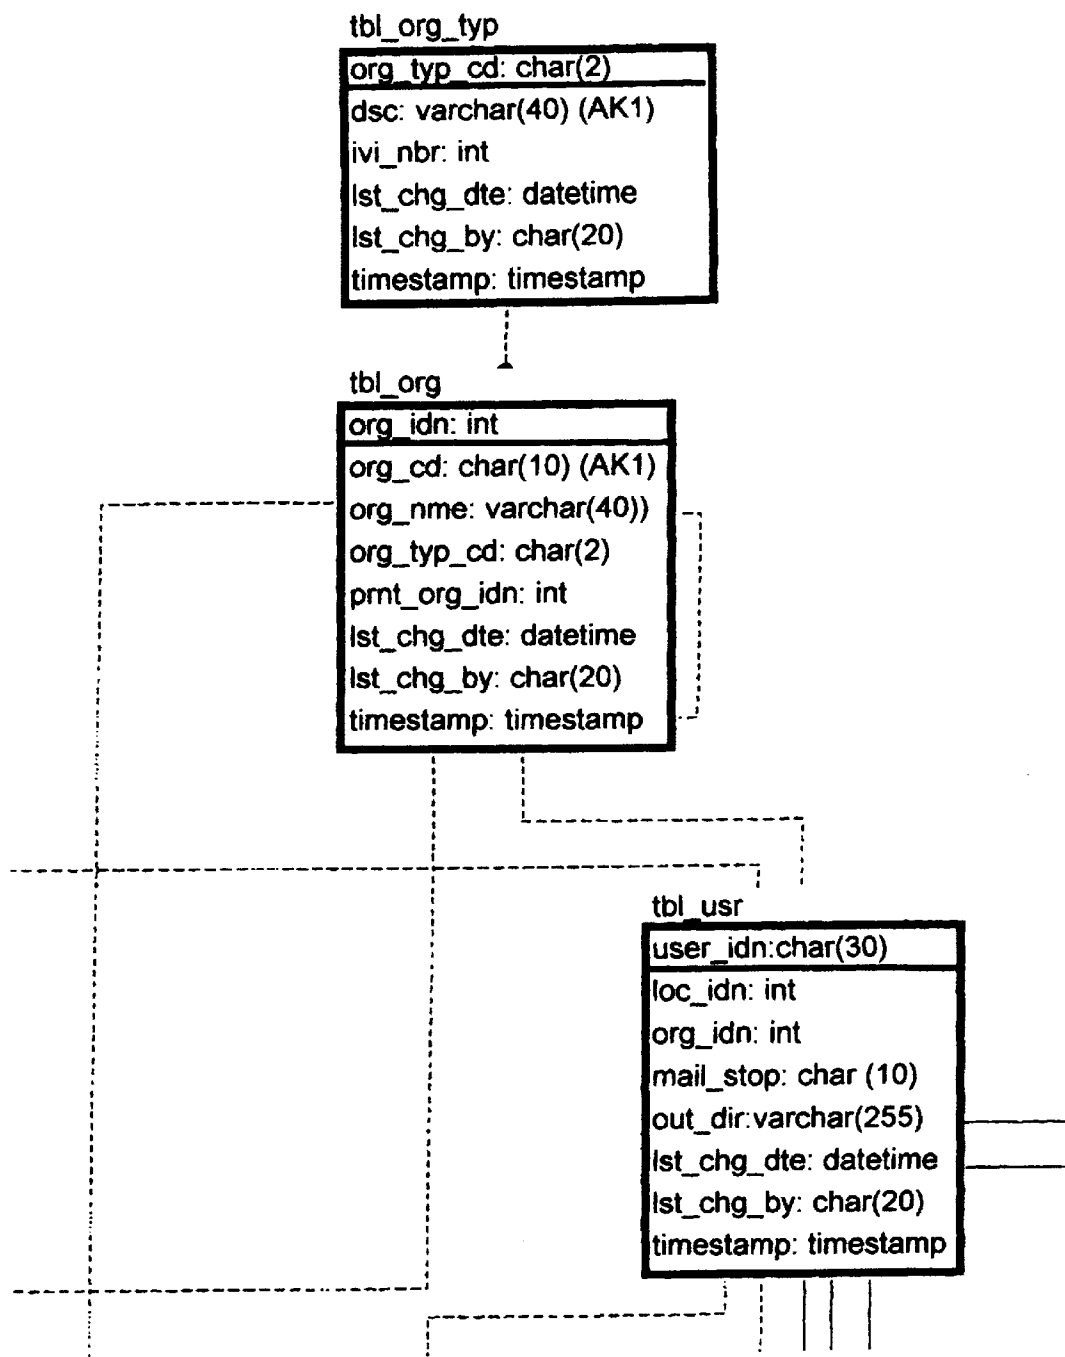 tbl_org_typ
org_typ_cd: char(2)
dsc: varchar(40) (AK1)
ivi_nbr: int
lst_chg_dte: datetime
lst_chg_by: char(20)
timestamp: timestamp
tbl_org
org_idn: int
org_cd: char(10) (AK1)
org_nme: varchar(40))
org_typ_cd: char(2)
prnt_org_idn: int
lst_chg_dte: datetime
lst_chg_by: char(20)
timestamp: timestamp
tbl_usr
user_idn:char(30)
loc_idn: int
org_idn: int
mail_stop: char (10)
out_dir:varchar(255)
lst_chg_dte: datetime
lst_chg_by: char(20)
timestamp: timestamp